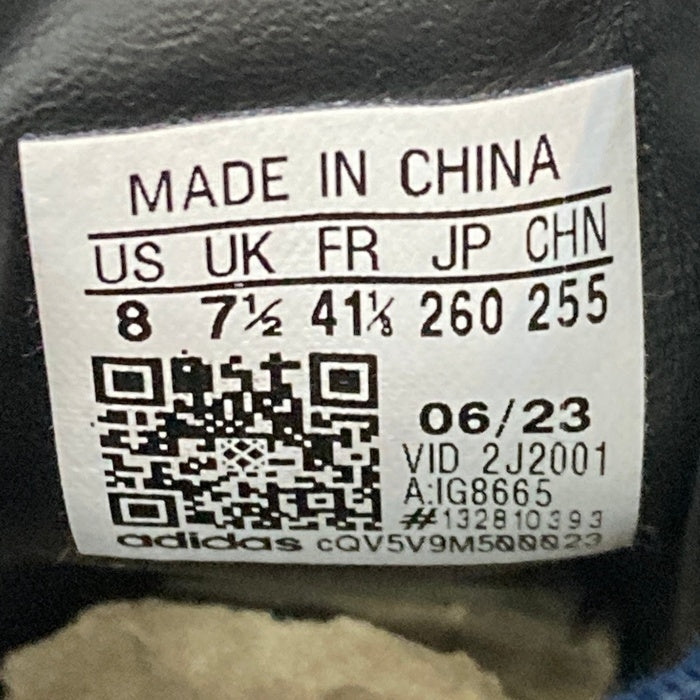 MADE IN CHINA
US UK FR JP CHN
8 7½ 41⅓ 260 255
06/23
VID 2J2001
A:IG8665
#132810393
adidas cQV5V9M500023